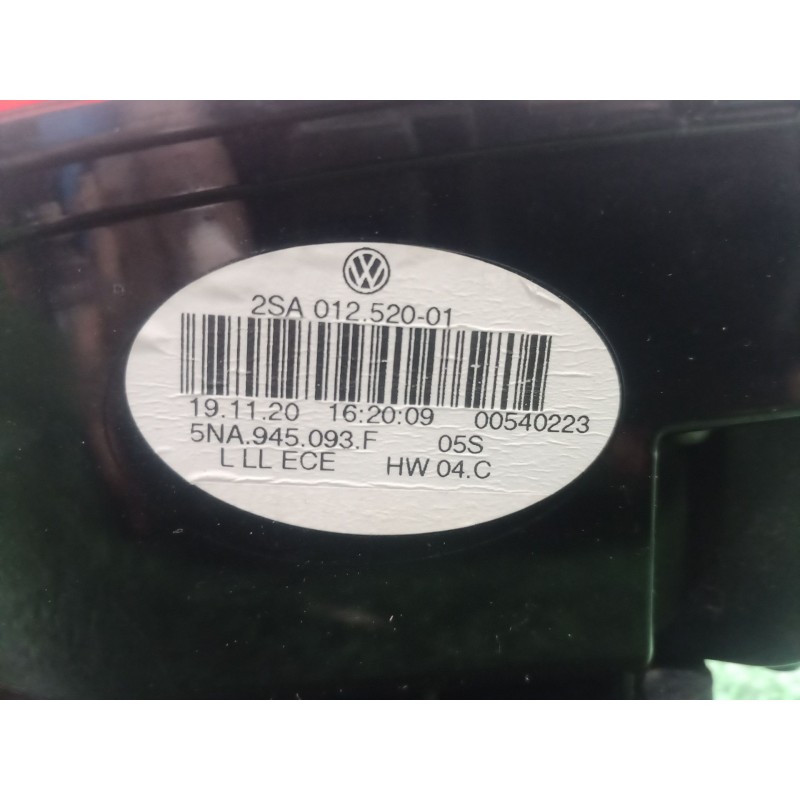 2SA 012.520-01
19.11.20 16:20:09 00540223
5NA.945.093.F 05S
L LL ECE HW 04.C